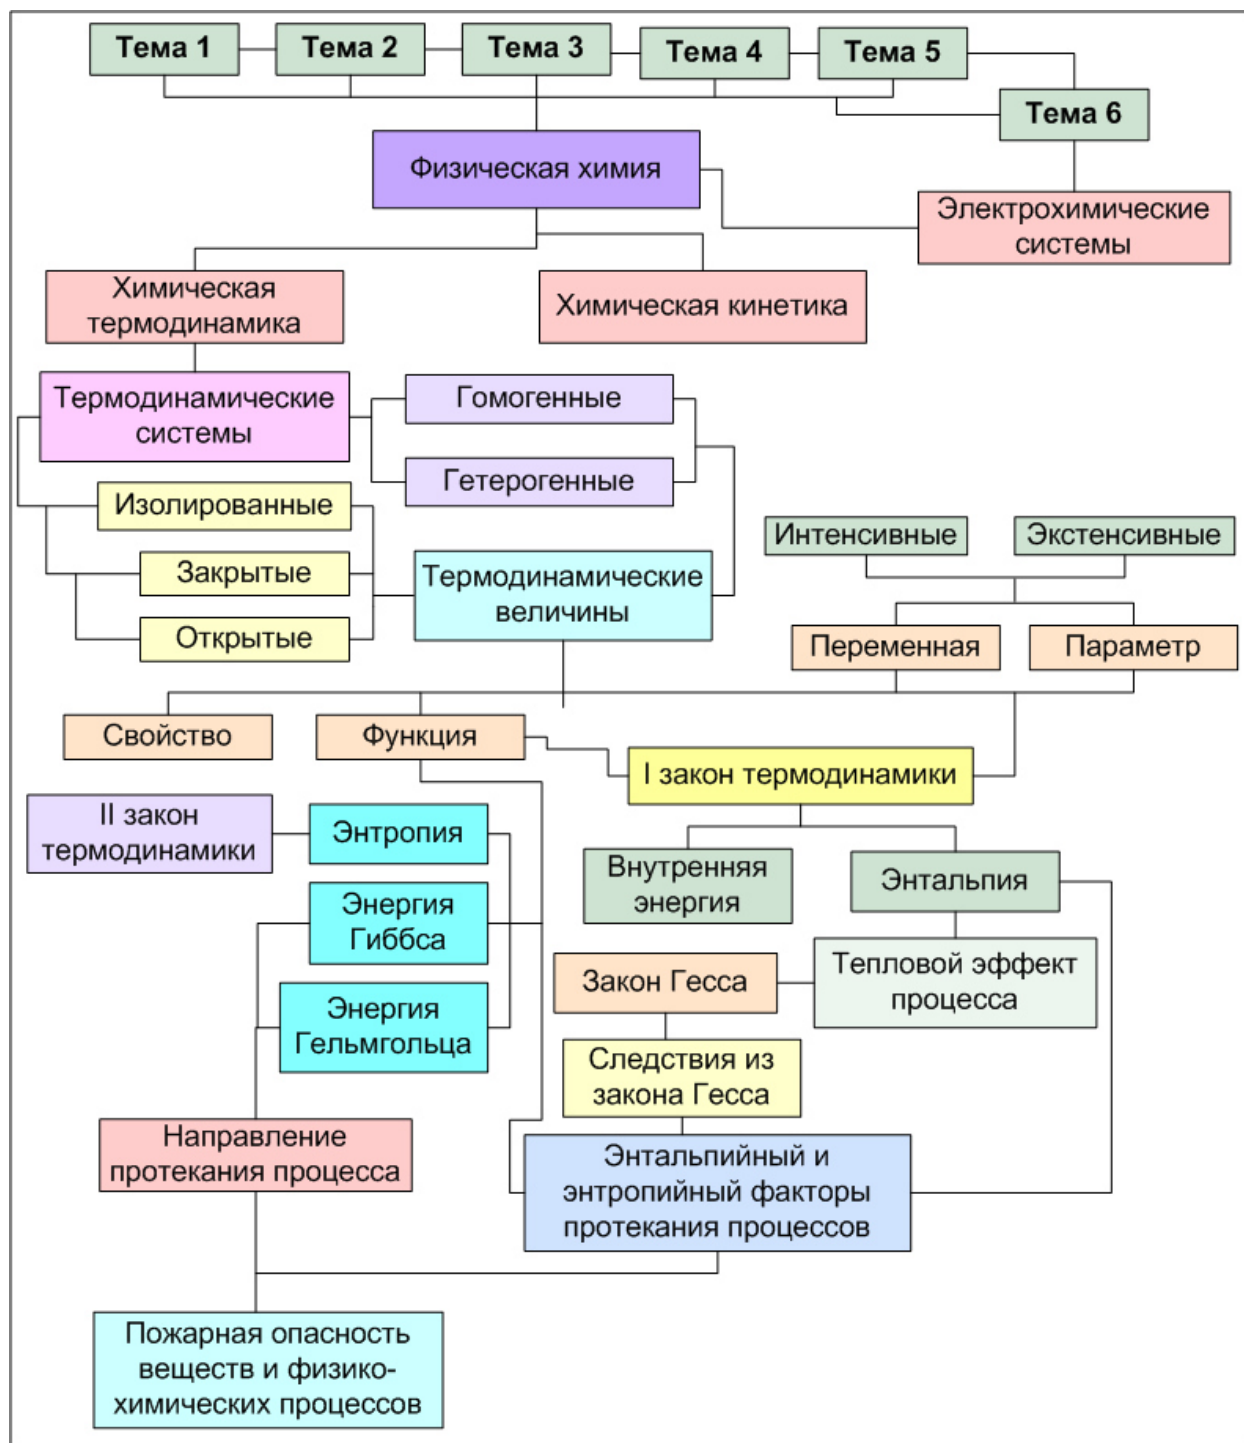 Тема 1
Тема 2
Тема 3
Тема 4
Тема 5
Тема 6
Физическая химия
Электрохимические
системы
Химическая
термодинамика
Химическая кинетика
Термодинамические
системы
Гомогенные
Гетерогенные
Изолированные
Закрытые
Открытые
Термодинамические
величины
Интенсивные
Экстенсивные
Переменная
Параметр
Свойство
Функция
I закон термодинамики
II закон
термодинамики
Энтропия
Энергия
Гиббса
Энергия
Гельмгольца
Внутренняя
энергия
Энтальпия
Закон Гесса
Тепловой эффект
процесса
Следствия из
закона Гесса
Направление
протекания процесса
Энтальпийный и
энтропийный факторы
протекания процессов
Пожарная опасность
веществ и физико-
химических процессов